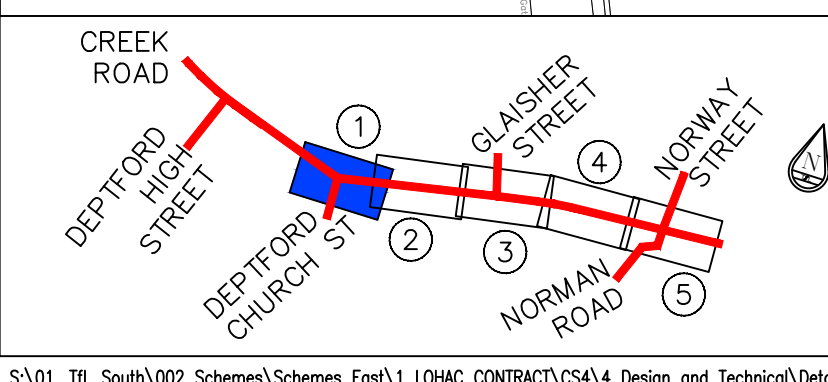 CREEK
ROAD
DEPTFORD
HIGH
STREET
1
DEPTFORD
CHURCH ST
2
GLAISHER
STREET
3
4
NORWAY
STREET
N
NORMAN
ROAD
5
S:\01 TfL South\002 Schemes\Schemes East\1 LOHAC CONTRACT\CS4\4 Design and Technical\Deta